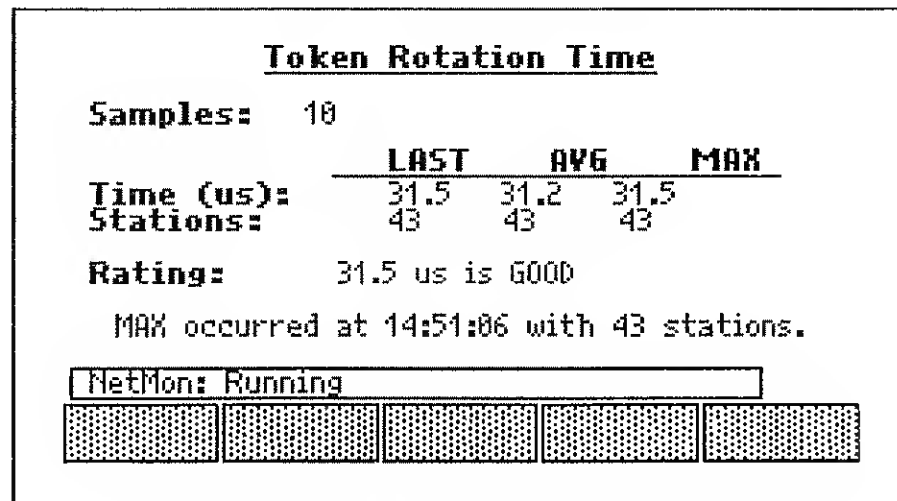 Token Rotation Time
Samples: 10
LAST AVG MAX
Time (us): 31.5 31.2 31.5
Stations: 43 43 43
Rating: 31.5 us is GOOD
MAX occurred at 14:51:06 with 43 stations.
NetMon: Running